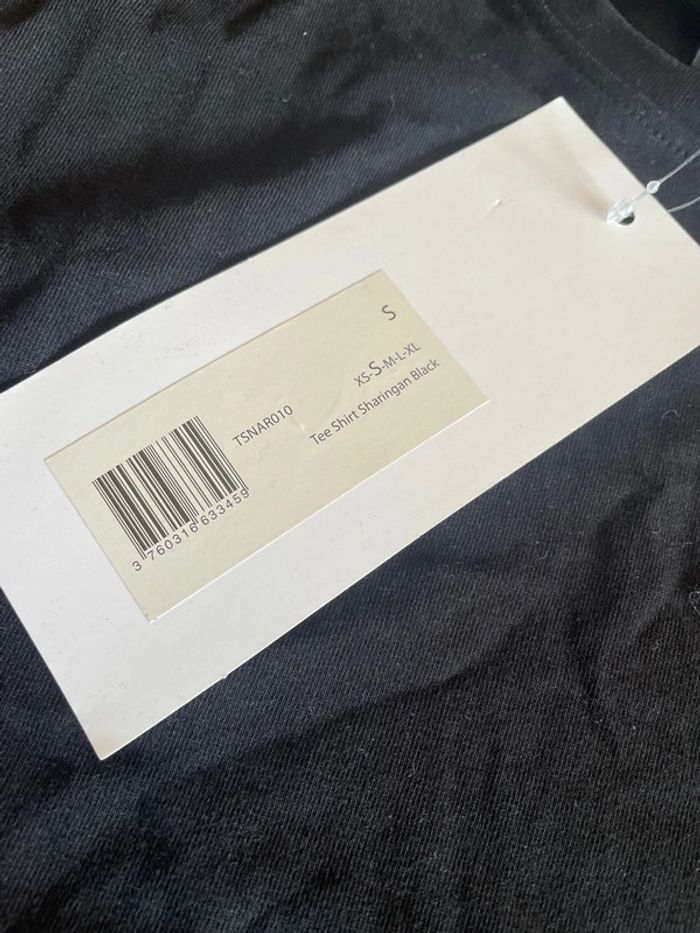 S
XS-S-M-L-XL
TSNAR010
Tee Shirt Sharingan Black
3 760316 633459